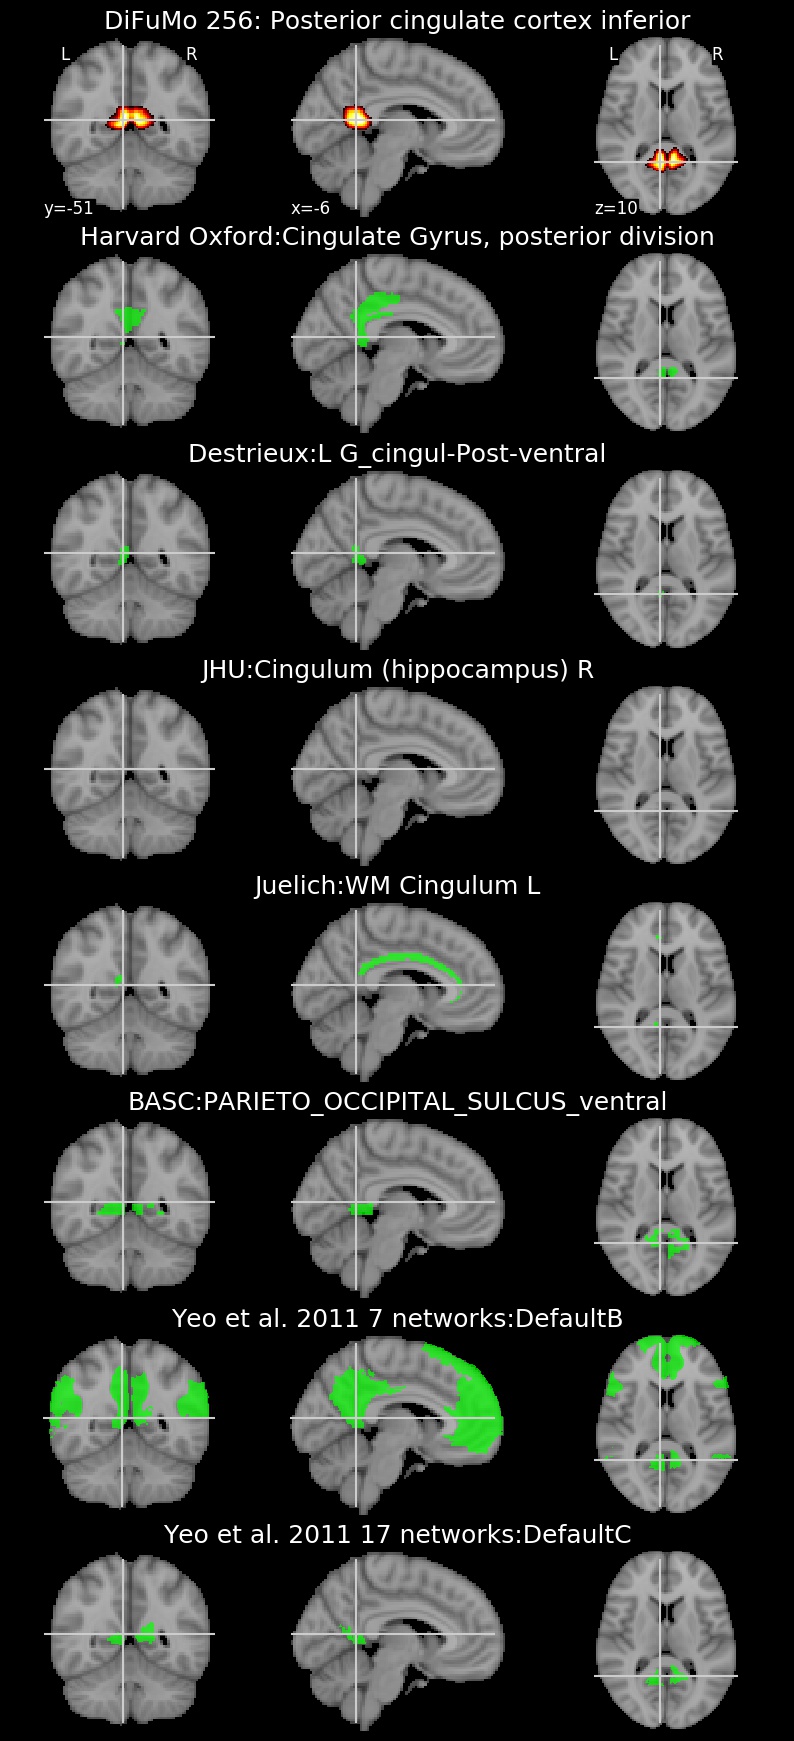 DiFuMo 256: Posterior cingulate cortex inferior
L R L R
y=-51 x=-6 z=10
Harvard Oxford:Cingulate Gyrus, posterior division
Destrieux:L G_cingul-Post-ventral
JHU:Cingulum (hippocampus) R
Juelich:WM Cingulum L
BASC:PARIETO_OCCIPITAL_SULCUS_ventral
Yeo et al. 2011 7 networks:DefaultB
Yeo et al. 2011 17 networks:DefaultC